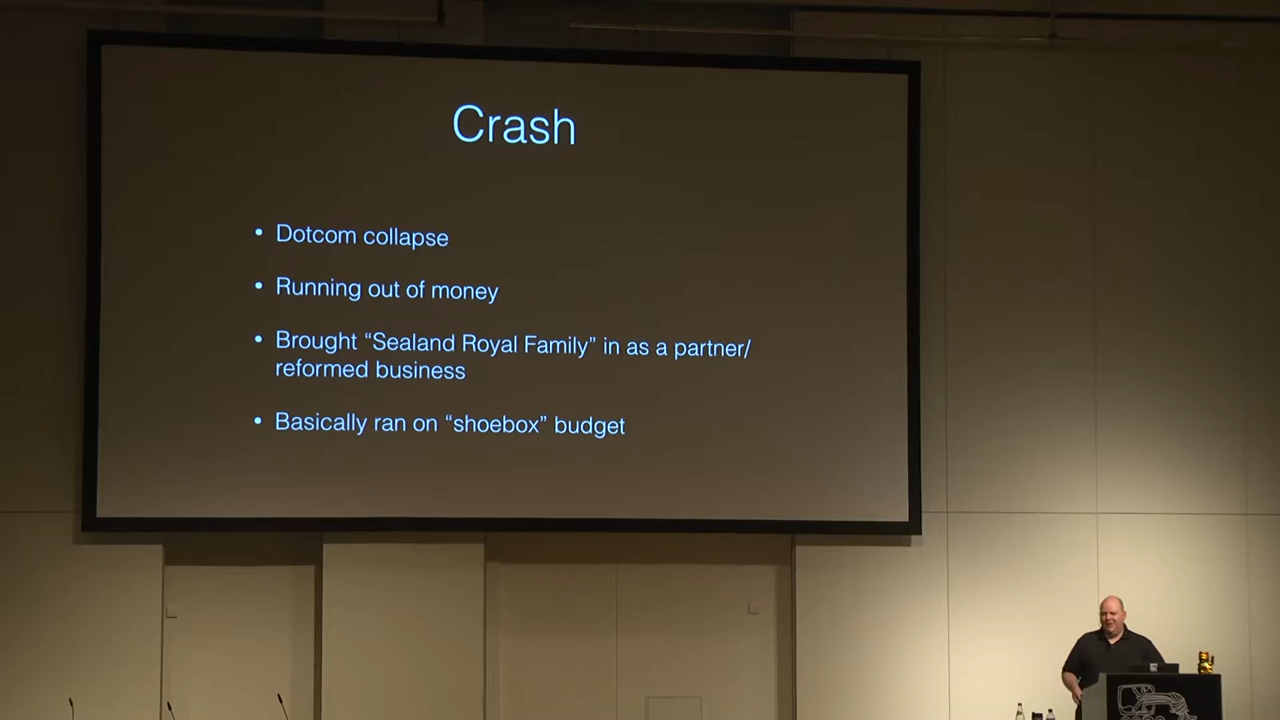 Crash
• Dotcom collapse
• Running out of money
• Brought “Sealand Royal Family” in as a partner/
reformed business
• Basically ran on “shoebox” budget